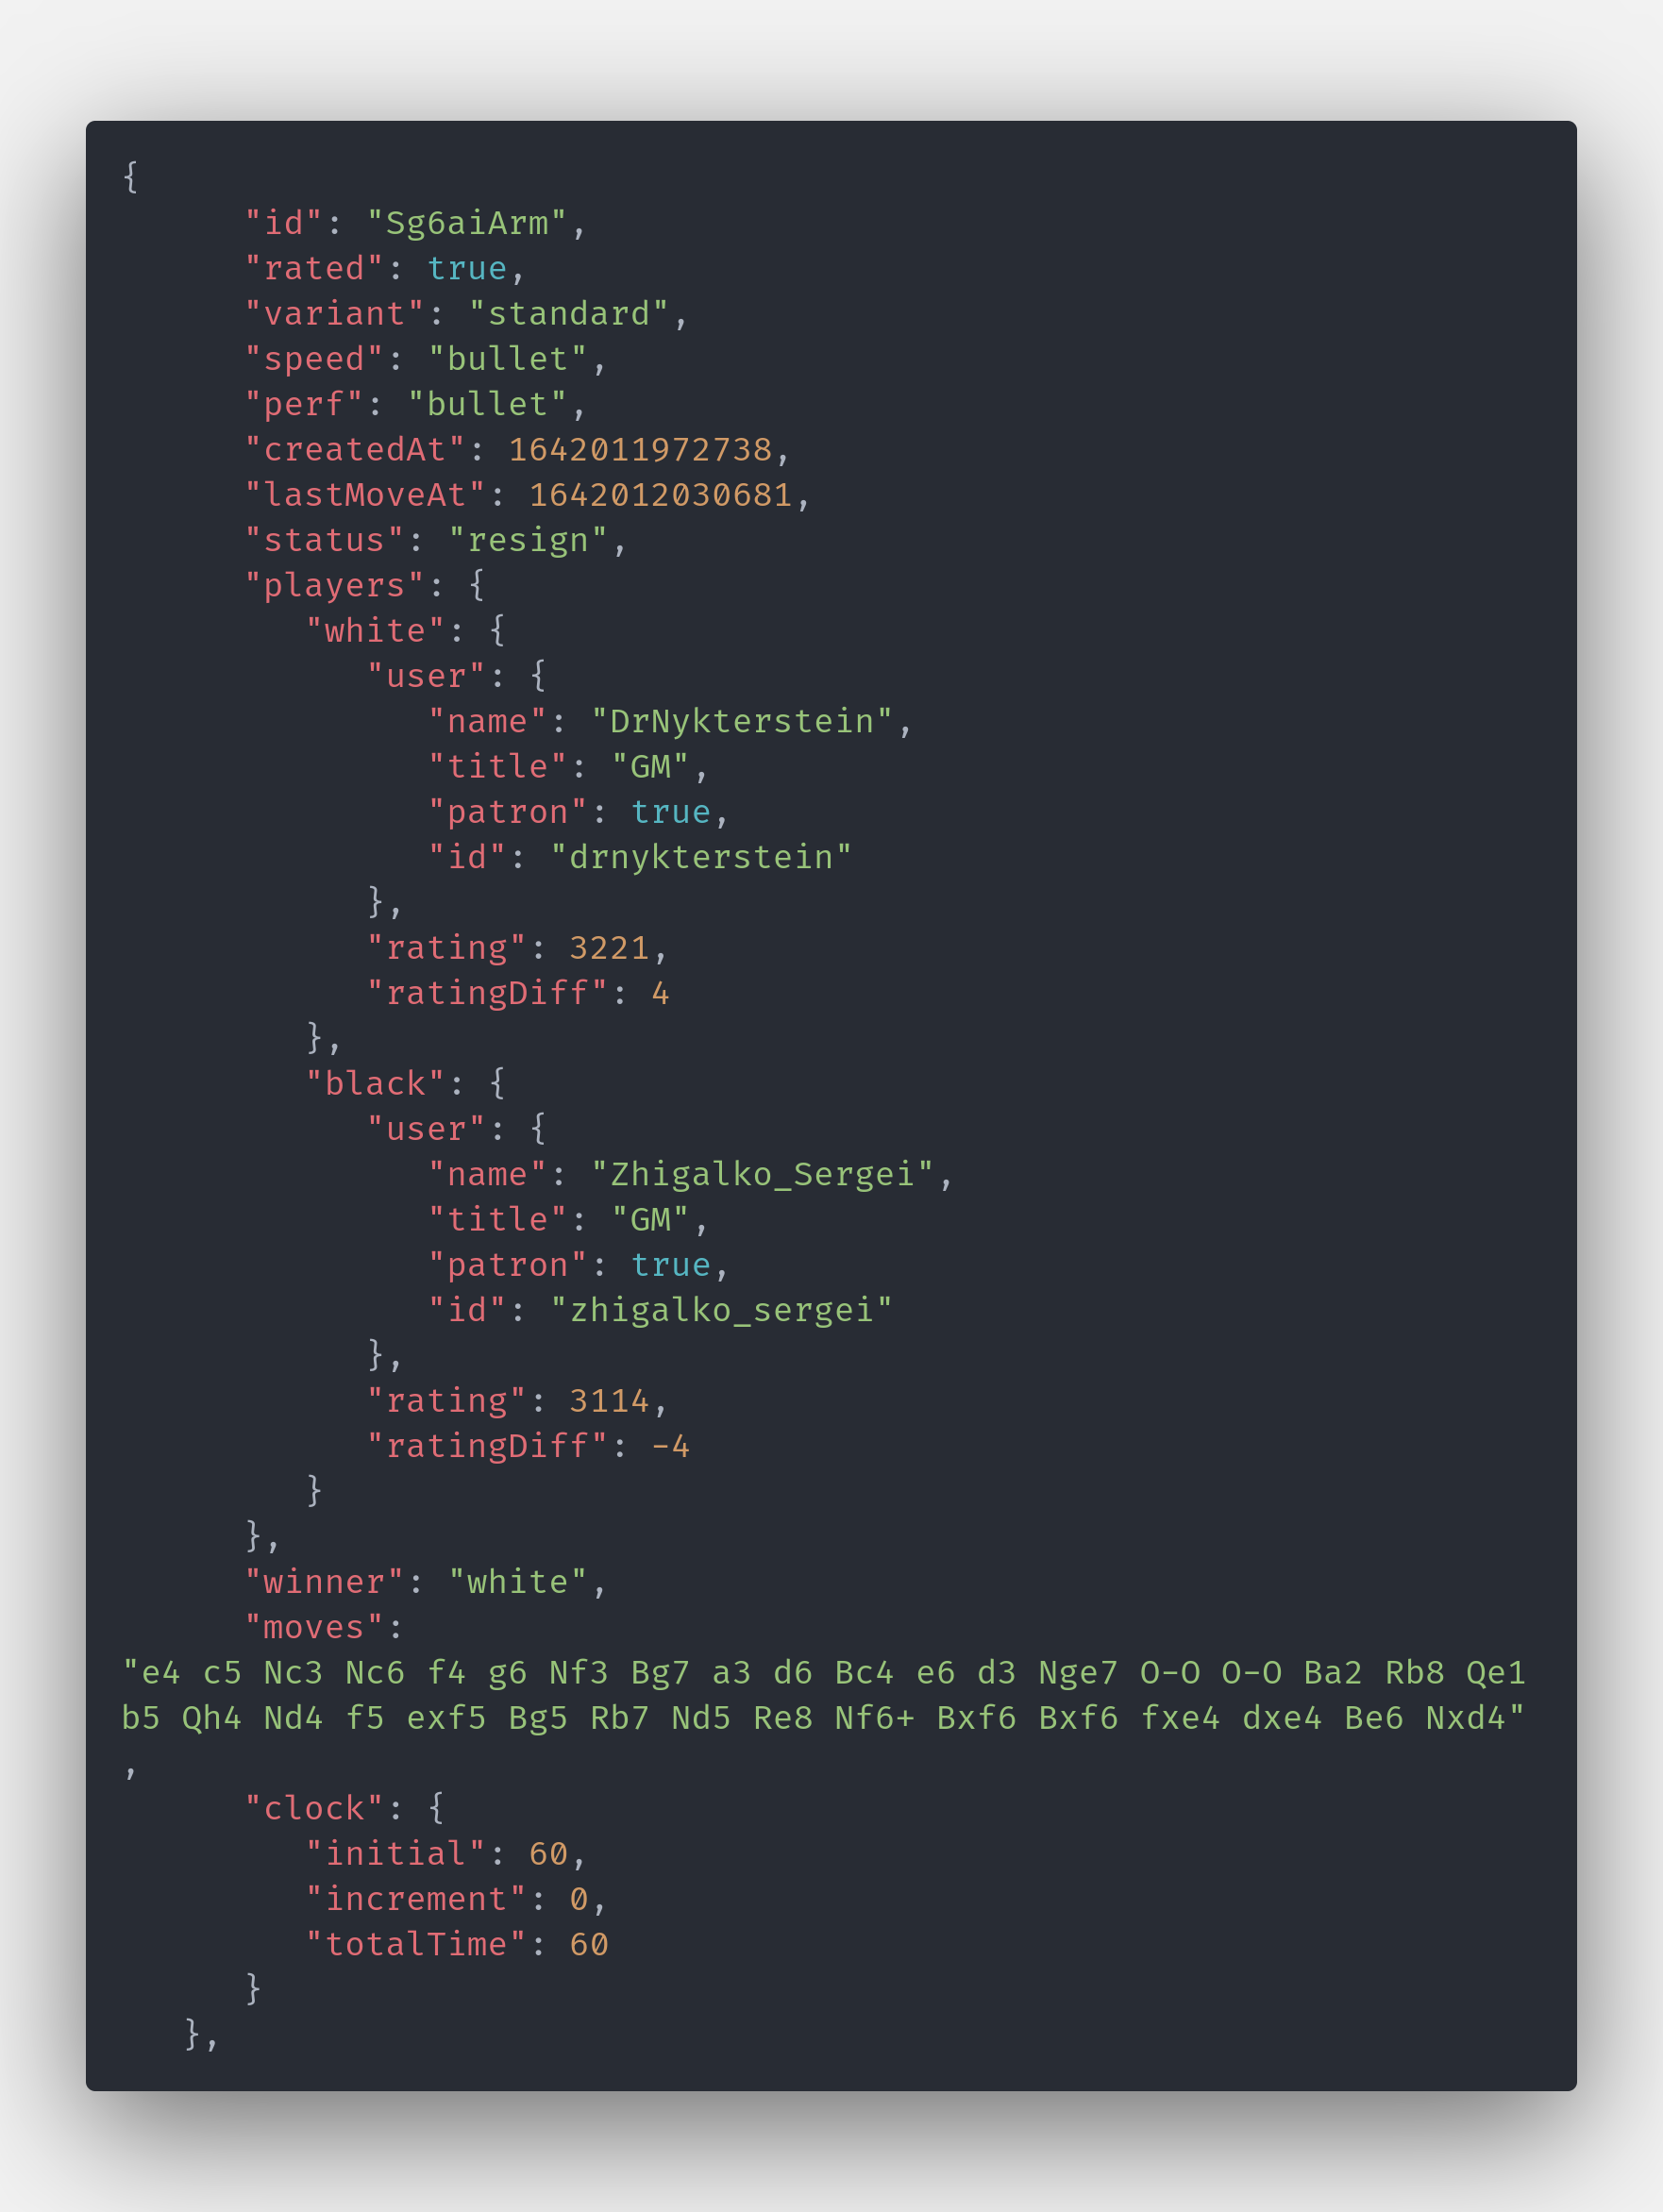 {
"id": "Sg6aiArm",
"rated": true,
"variant": "standard",
"speed": "bullet",
"perf": "bullet",
"createdAt": 1642011972738,
"lastMoveAt": 1642012030681,
"status": "resign",
"players": {
"white": {
"user": {
"name": "DrNykterstein",
"title": "GM",
"patron": true,
"id": "drnykterstein"
},
"rating": 3221,
"ratingDiff": 4
},
"black": {
"user": {
"name": "Zhigalko_Sergei",
"title": "GM",
"patron": true,
"id": "zhigalko_sergei"
},
"rating": 3114,
"ratingDiff": -4
}
},
"winner": "white",
"moves":
"e4 c5 Nc3 Nc6 f4 g6 Nf3 Bg7 a3 d6 Bc4 e6 d3 Nge7 O-O O-O Ba2 Rb8 Qe1
b5 Qh4 Nd4 f5 exf5 Bg5 Rb7 Nd5 Re8 Nf6+ Bxf6 Bxf6 fxe4 dxe4 Be6 Nxd4"
,
"clock": {
"initial": 60,
"increment": 0,
"totalTime": 60
}
},